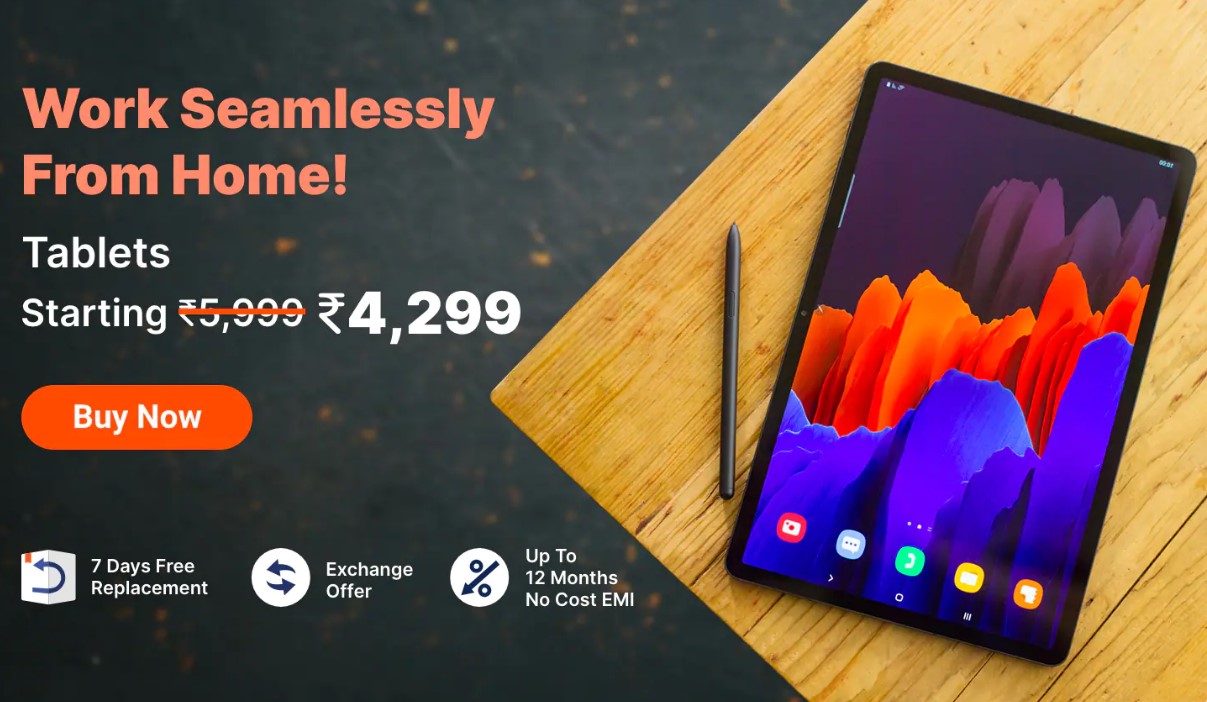 Work Seamlessly
From Home!
Tablets
Starting ₹5,999 ₹4,299
Buy Now
7 Days Free
Replacement
Exchange
Offer
Up To
12 Months
No Cost EMI